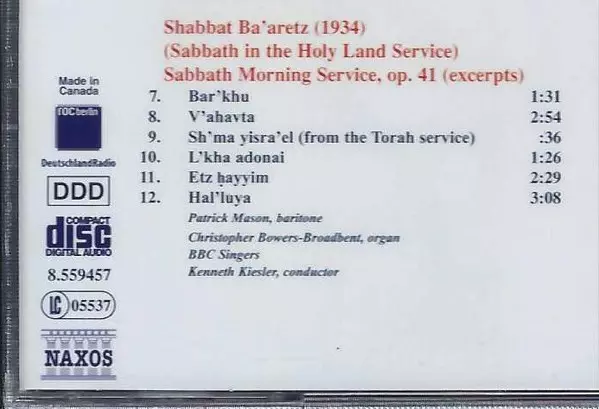 Shabbat Ba'aretz (1934)
(Sabbath in the Holy Land Service)
Sabbath Morning Service, op. 41 (excerpts)
7. Bar'khu 1:31
8. V'ahavta 2:54
9. Sh'ma yisra'el (from the Torah service) :36
10. L'kha adonai 1:26
11. Etz ḥayyim 2:29
12. Hal'luya 3:08
Patrick Mason, baritone
Christopher Bowers-Broadbent, organ
BBC Singers
Kenneth Kiesler, conductor
Made in
Canada
rOCberlin
DeutschlandRadio
DDD
COMPACT
disc
DIGITAL AUDIO
8.559457
LC 05537
NAXOS